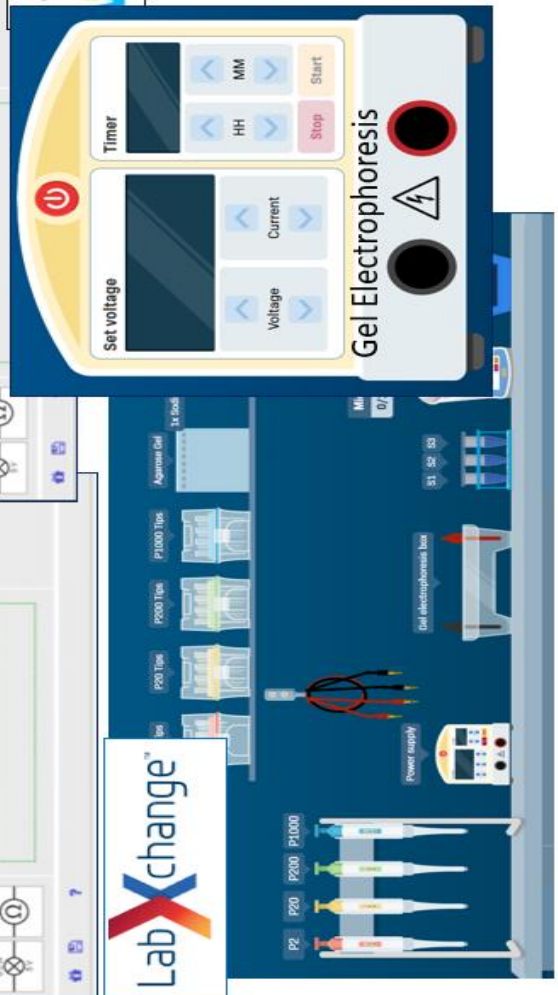 LabXchange™
Set voltage
Timer
Voltage
Current
HH
MM
Stop
Start
Gel Electrophoresis
P20 Tips
P200 Tips
P1000 Tips
Agarose Gel
P2
P20
P200
P1000
Power supply
Gel electrophoresis box
S1
S2
S3
?
Ω
Ω